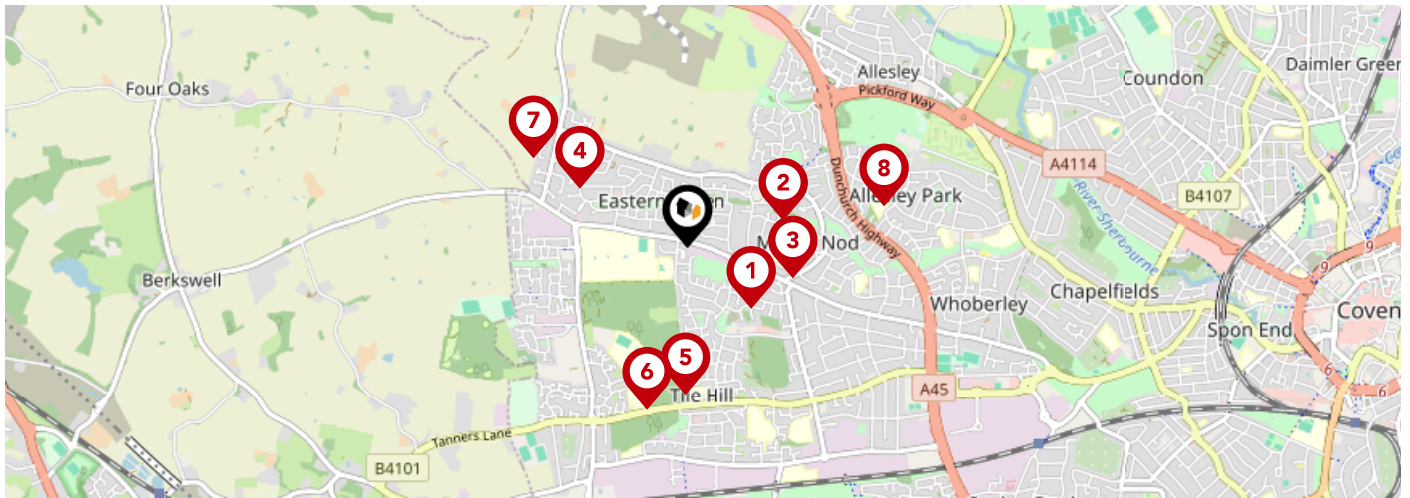 Four Oaks
Allesley
Coundon
Daimler Green
Pickford Way
7
4
A4114
2
8
Dunchurch Highway
Allesley Park
B4107
Eastern Green
River Sherbourne
3
Mount Nod
1
9
9
Berkswell
Whoberley
Chapelfields
Coven
Spon End
5
6
6
6
A45
Tile Hill
Tanners Lane
B4101